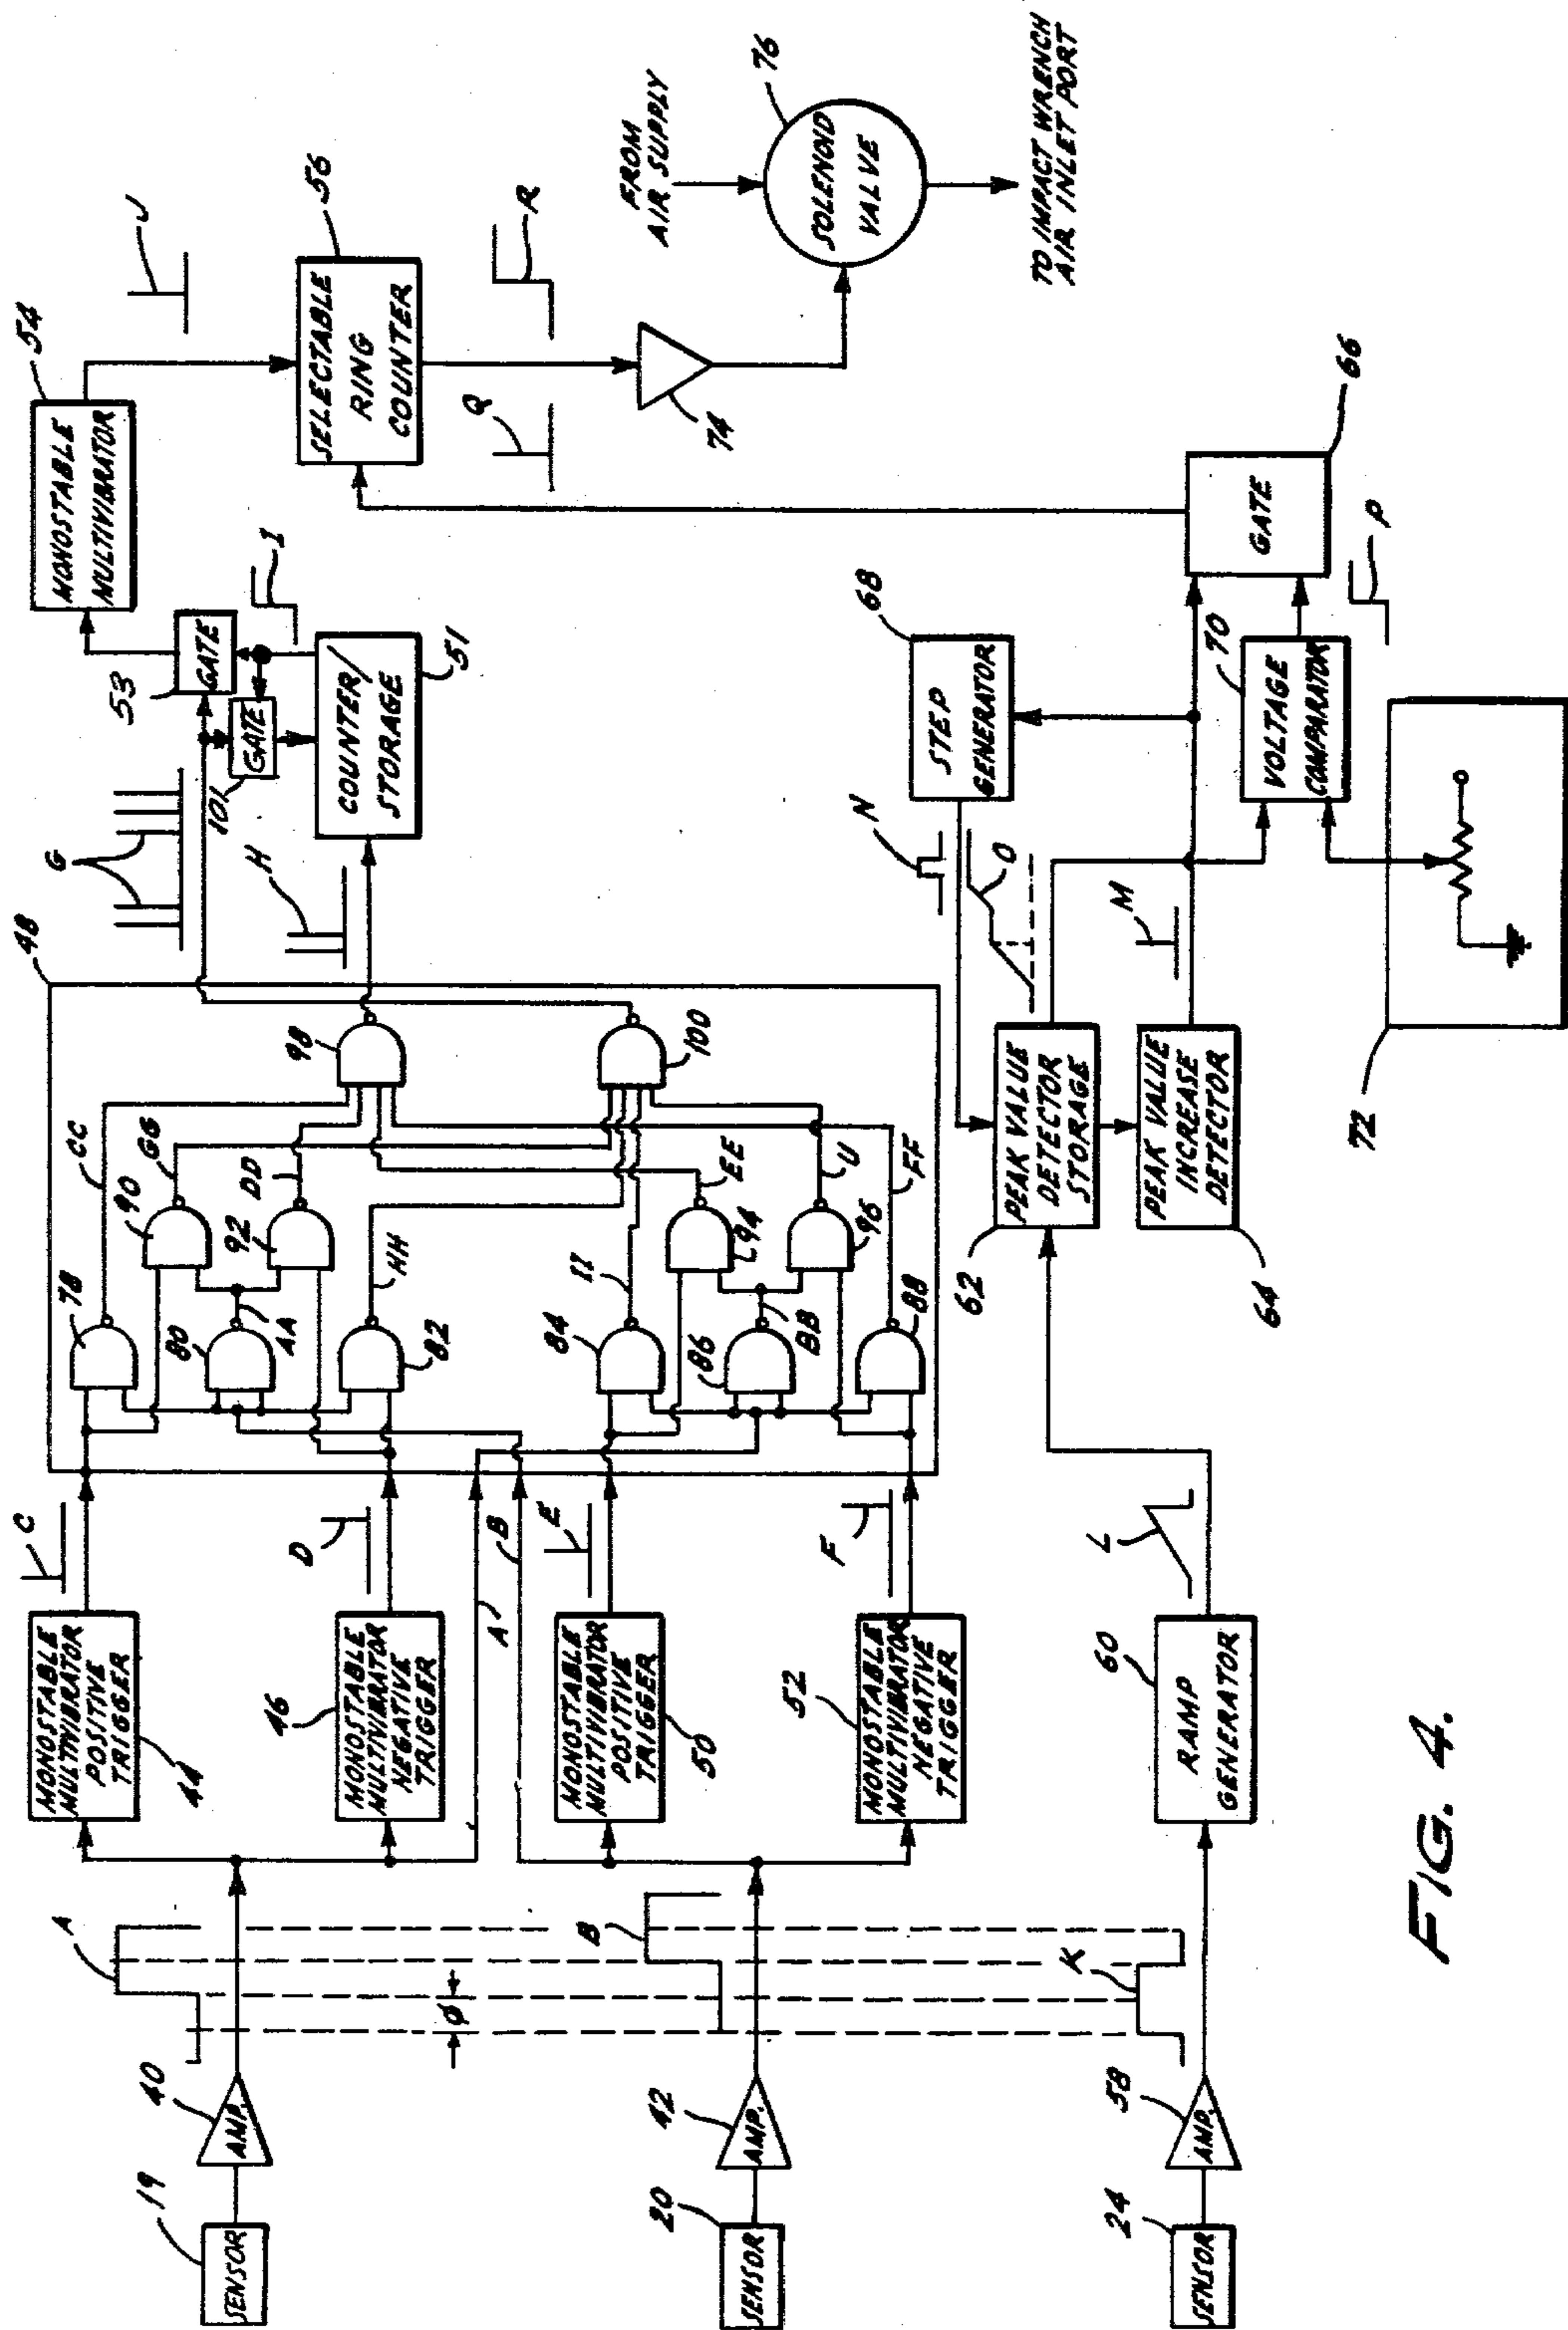 19
SENSOR
40
AMP.
A
φ
20
SENSOR
42
AMP.
B
24
SENSOR
58
AMP.
K
MONOSTABLE
MULTIVIBRATOR
POSITIVE
TRIGGER
44
C
46
MONOSTABLE
MULTIVIBRATOR
NEGATIVE
TRIGGER
D
A
B
MONOSTABLE
MULTIVIBRATOR
POSITIVE
TRIGGER
50
E
52
MONOSTABLE
MULTIVIBRATOR
NEGATIVE
TRIGGER
F
60
RAMP
GENERATOR
L
48
78
CC
80
AA
90
GG
92
DD
82
HH
98
84
II
86
BB
94
EE
96
U
88
FF
100
G
H
53
GATE
101
GATE
I
COUNTER/
STORAGE
51
54
MONOSTABLE
MULTIVIBRATOR
J
56
SELECTABLE
RING
COUNTER
Q
R
74
FROM
AIR SUPPLY
76
SOLENOID
VALVE
TO IMPACT WRENCH
AIR INLET PORT
62
PEAK VALUE
DETECTOR
STORAGE
64
PEAK VALUE
INCREASE
DETECTOR
N
O
M
68
STEP
GENERATOR
70
VOLTAGE
COMPARATOR
72
GATE
66
P
FIG. 4.